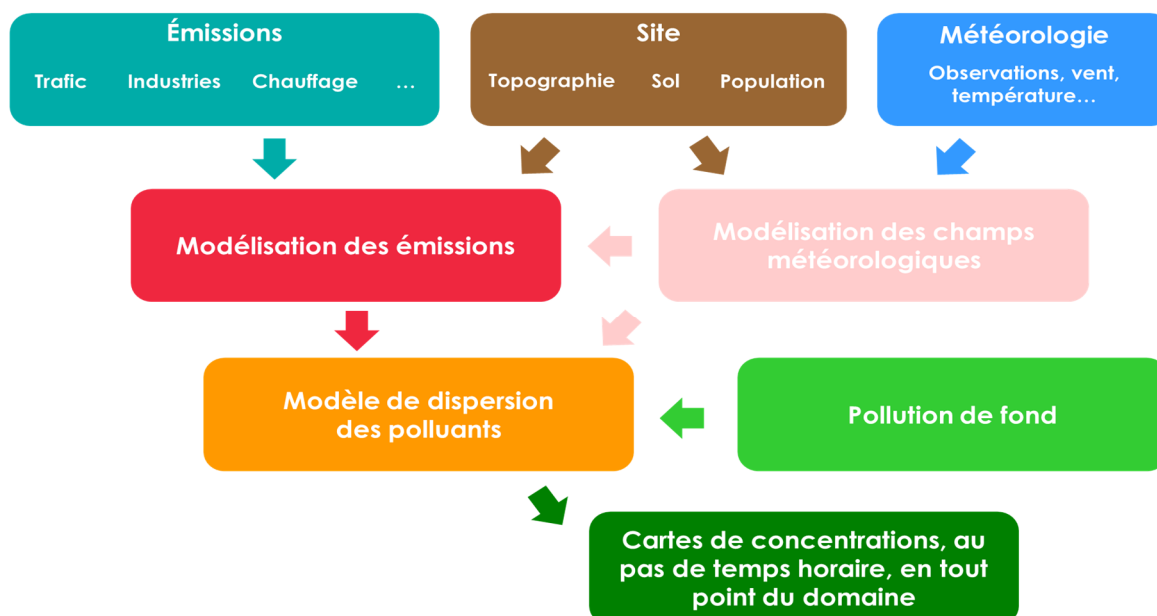 Émissions
Trafic Industries Chauffage ...
Site
Topographie Sol Population
Météorologie
Observations, vent,
température...
Modélisation des émissions
Modélisation des champs
météorologiques
Modèle de dispersion
des polluants
Pollution de fond
Cartes de concentrations, au
pas de temps horaire, en tout
point du domaine